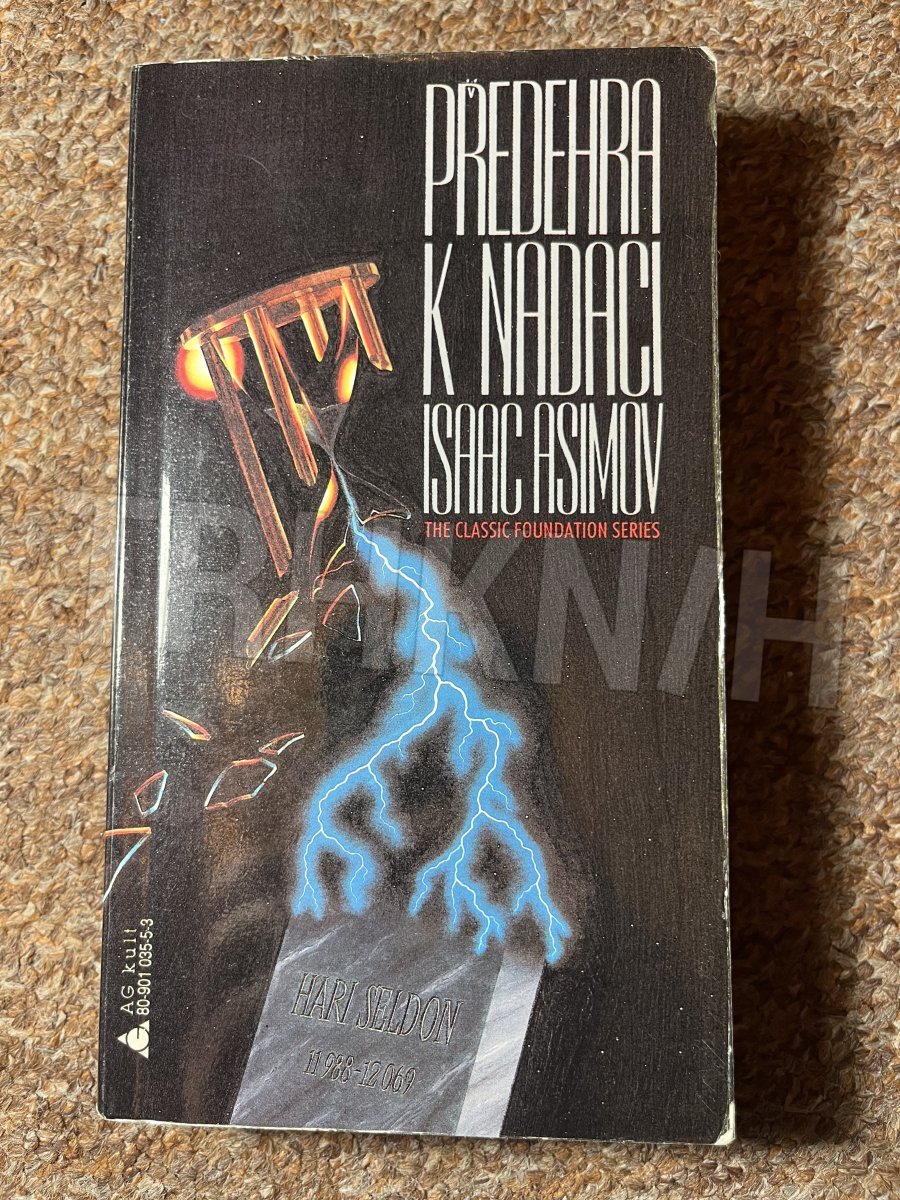 PŘEDEHRA
K NADACI
ISAAC ASIMOV
THE CLASSIC FOUNDATION SERIES
TRHKNIH
HARI SELDON
11 988-12 069
AG kult
80-901 035-5-3